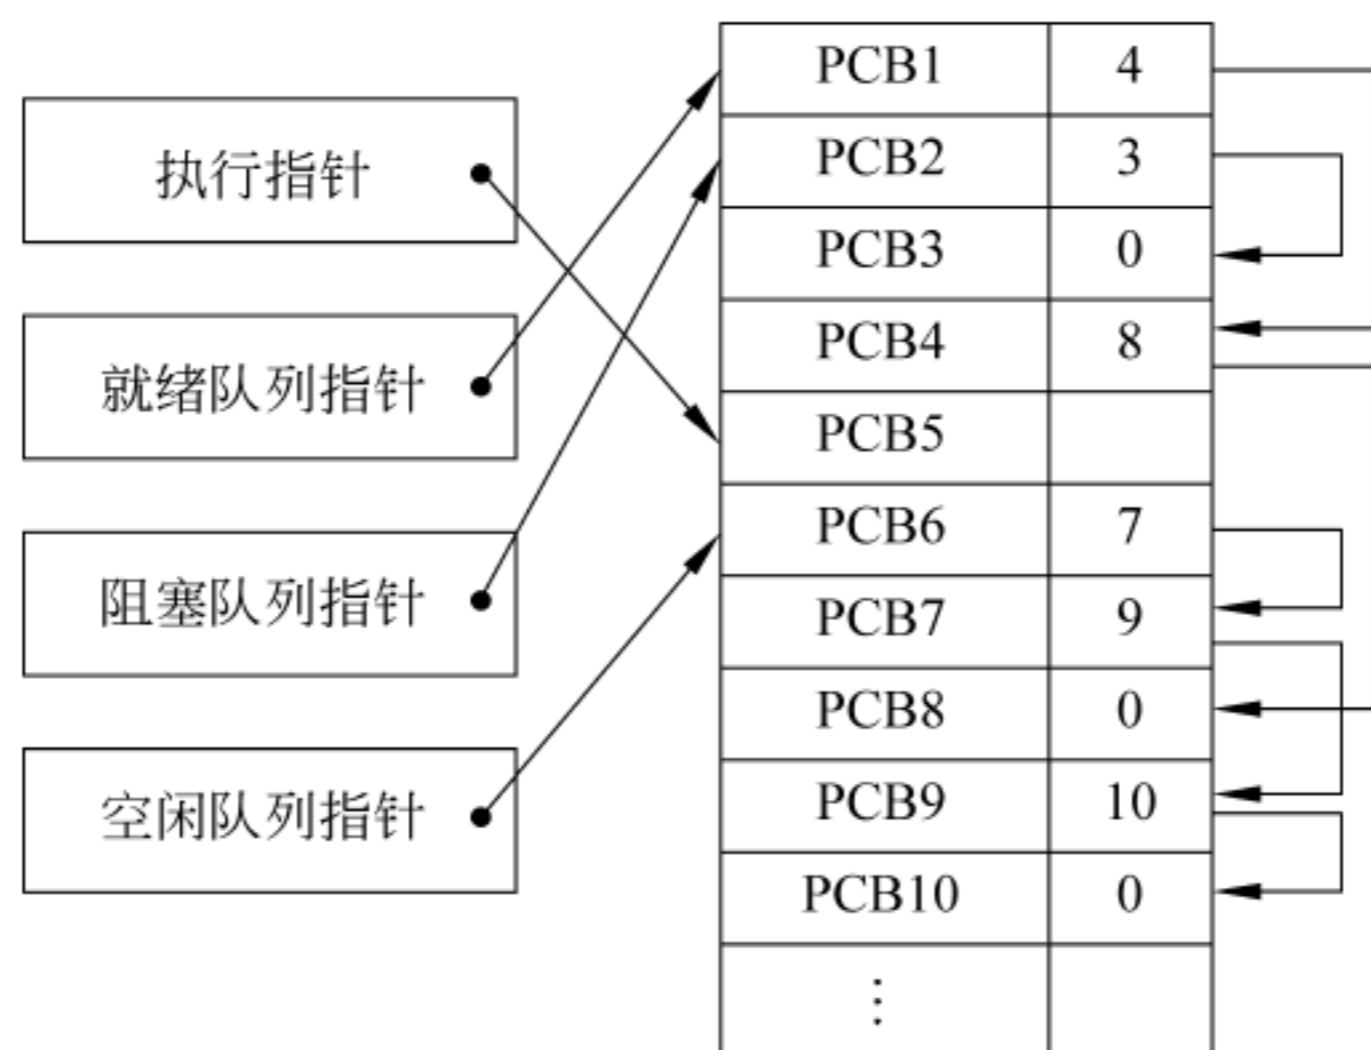 执行指针
就绪队列指针
阻塞队列指针
空闲队列指针
PCB1 4
PCB2 3
PCB3 0
PCB4 8
PCB5
PCB6 7
PCB7 9
PCB8 0
PCB9 10
PCB10 0
⋮